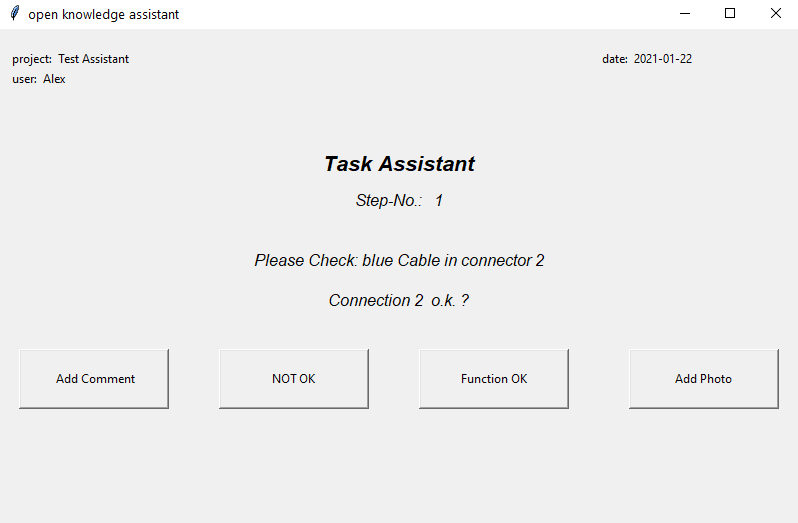 open knowledge assistant
project: Test Assistant
date: 2021-01-22
user: Alex
Task Assistant
Step-No.: 1
Please Check: blue Cable in connector 2
Connection 2 o.k. ?
Add Comment
NOT OK
Function OK
Add Photo